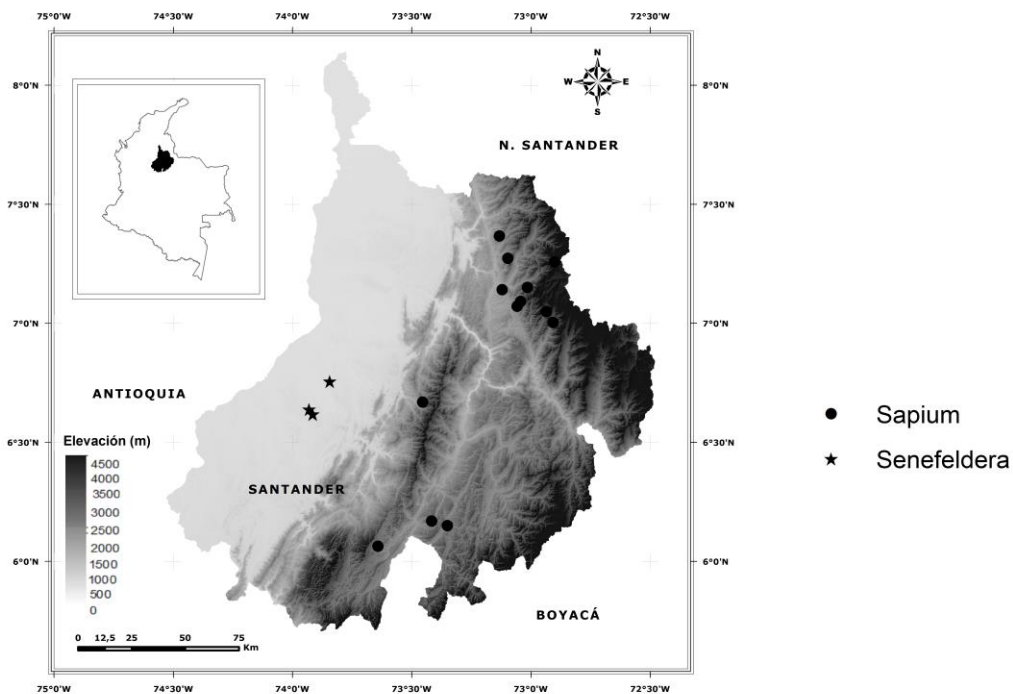 75°0'W 74°30'W 74°0'W 73°30'W 73°0'W 72°30'W
8°0'N 8°0'N
N
W E
S
N. SANTANDER
7°30'N 7°30'N
7°0'N 7°0'N
ANTIOQUIA
6°30'N 6°30'N
Elevación (m)
4500
4000
3500
3000
2500
2000
1500
1000
500
0
SANTANDER
6°0'N 6°0'N
BOYACÁ
0 12,5 25 50 75
Km
75°0'W 74°30'W 74°0'W 73°30'W 73°0'W 72°30'W
Sapium
Senefeldera